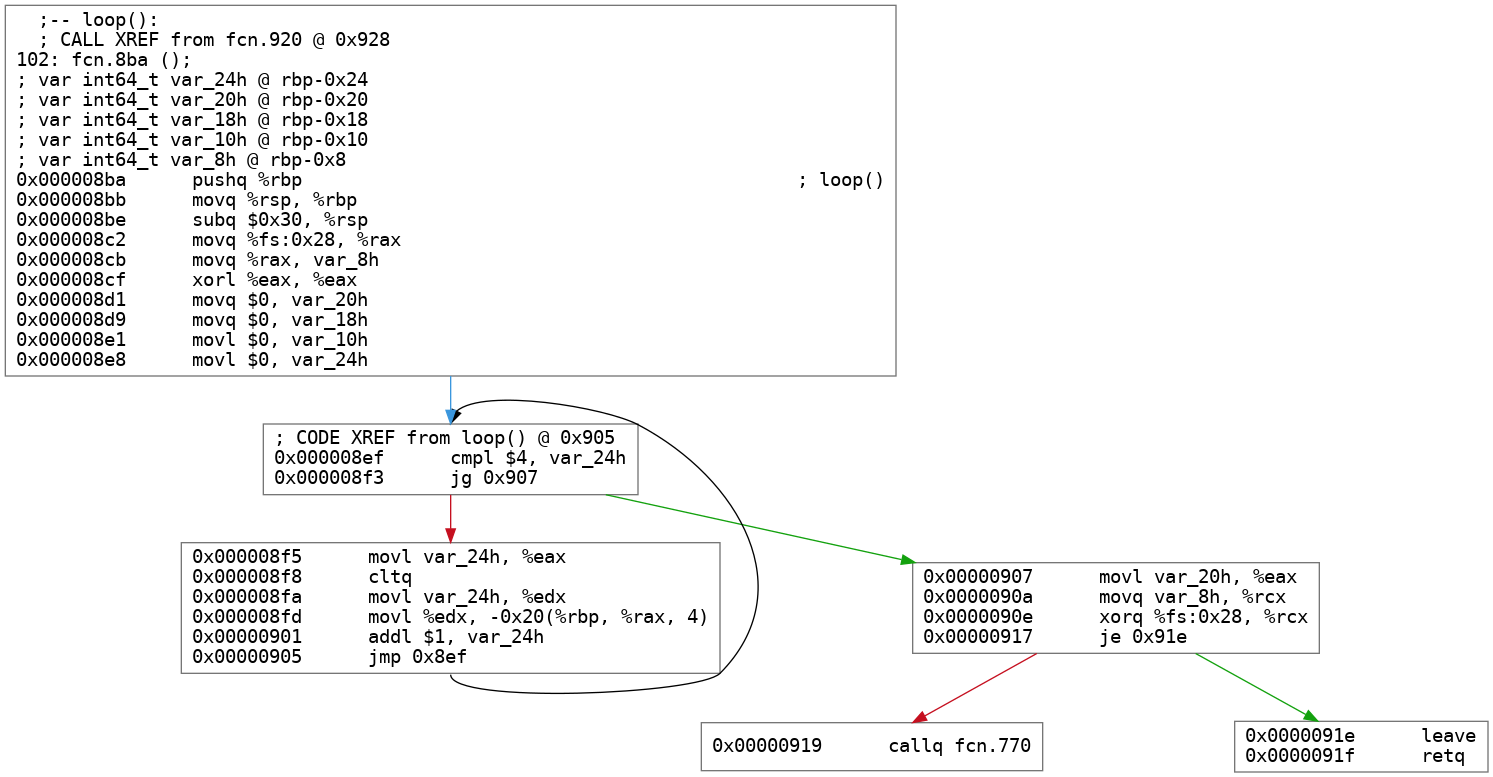 ;-- loop():
; CALL XREF from fcn.920 @ 0x928
102: fcn.8ba ();
; var int64_t var_24h @ rbp-0x24
; var int64_t var_20h @ rbp-0x20
; var int64_t var_18h @ rbp-0x18
; var int64_t var_10h @ rbp-0x10
; var int64_t var_8h @ rbp-0x8
0x000008ba      pushq %rbp                                             ; loop()
0x000008bb      movq %rsp, %rbp
0x000008be      subq $0x30, %rsp
0x000008c2      movq %fs:0x28, %rax
0x000008cb      movq %rax, var_8h
0x000008cf      xorl %eax, %eax
0x000008d1      movq $0, var_20h
0x000008d9      movq $0, var_18h
0x000008e1      movl $0, var_10h
0x000008e8      movl $0, var_24h
; CODE XREF from loop() @ 0x905
0x000008ef      cmpl $4, var_24h
0x000008f3      jg 0x907
0x000008f5      movl var_24h, %eax
0x000008f8      cltq
0x000008fa      movl var_24h, %edx
0x000008fd      movl %edx, -0x20(%rbp, %rax, 4)
0x00000901      addl $1, var_24h
0x00000905      jmp 0x8ef
0x00000907      movl var_20h, %eax
0x0000090a      movq var_8h, %rcx
0x0000090e      xorq %fs:0x28, %rcx
0x00000917      je 0x91e
0x00000919      callq fcn.770
0x0000091e      leave
0x0000091f      retq